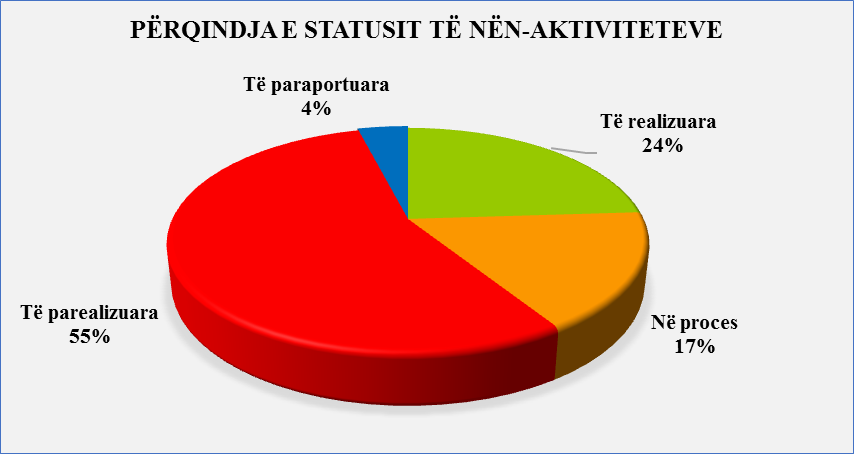 PËRQINDJA E STATUSIT TË NËN-AKTIVITETEVE
Të paraportuara
4%
Të realizuara
24%
Të parealizuara
55%
Në proces
17%